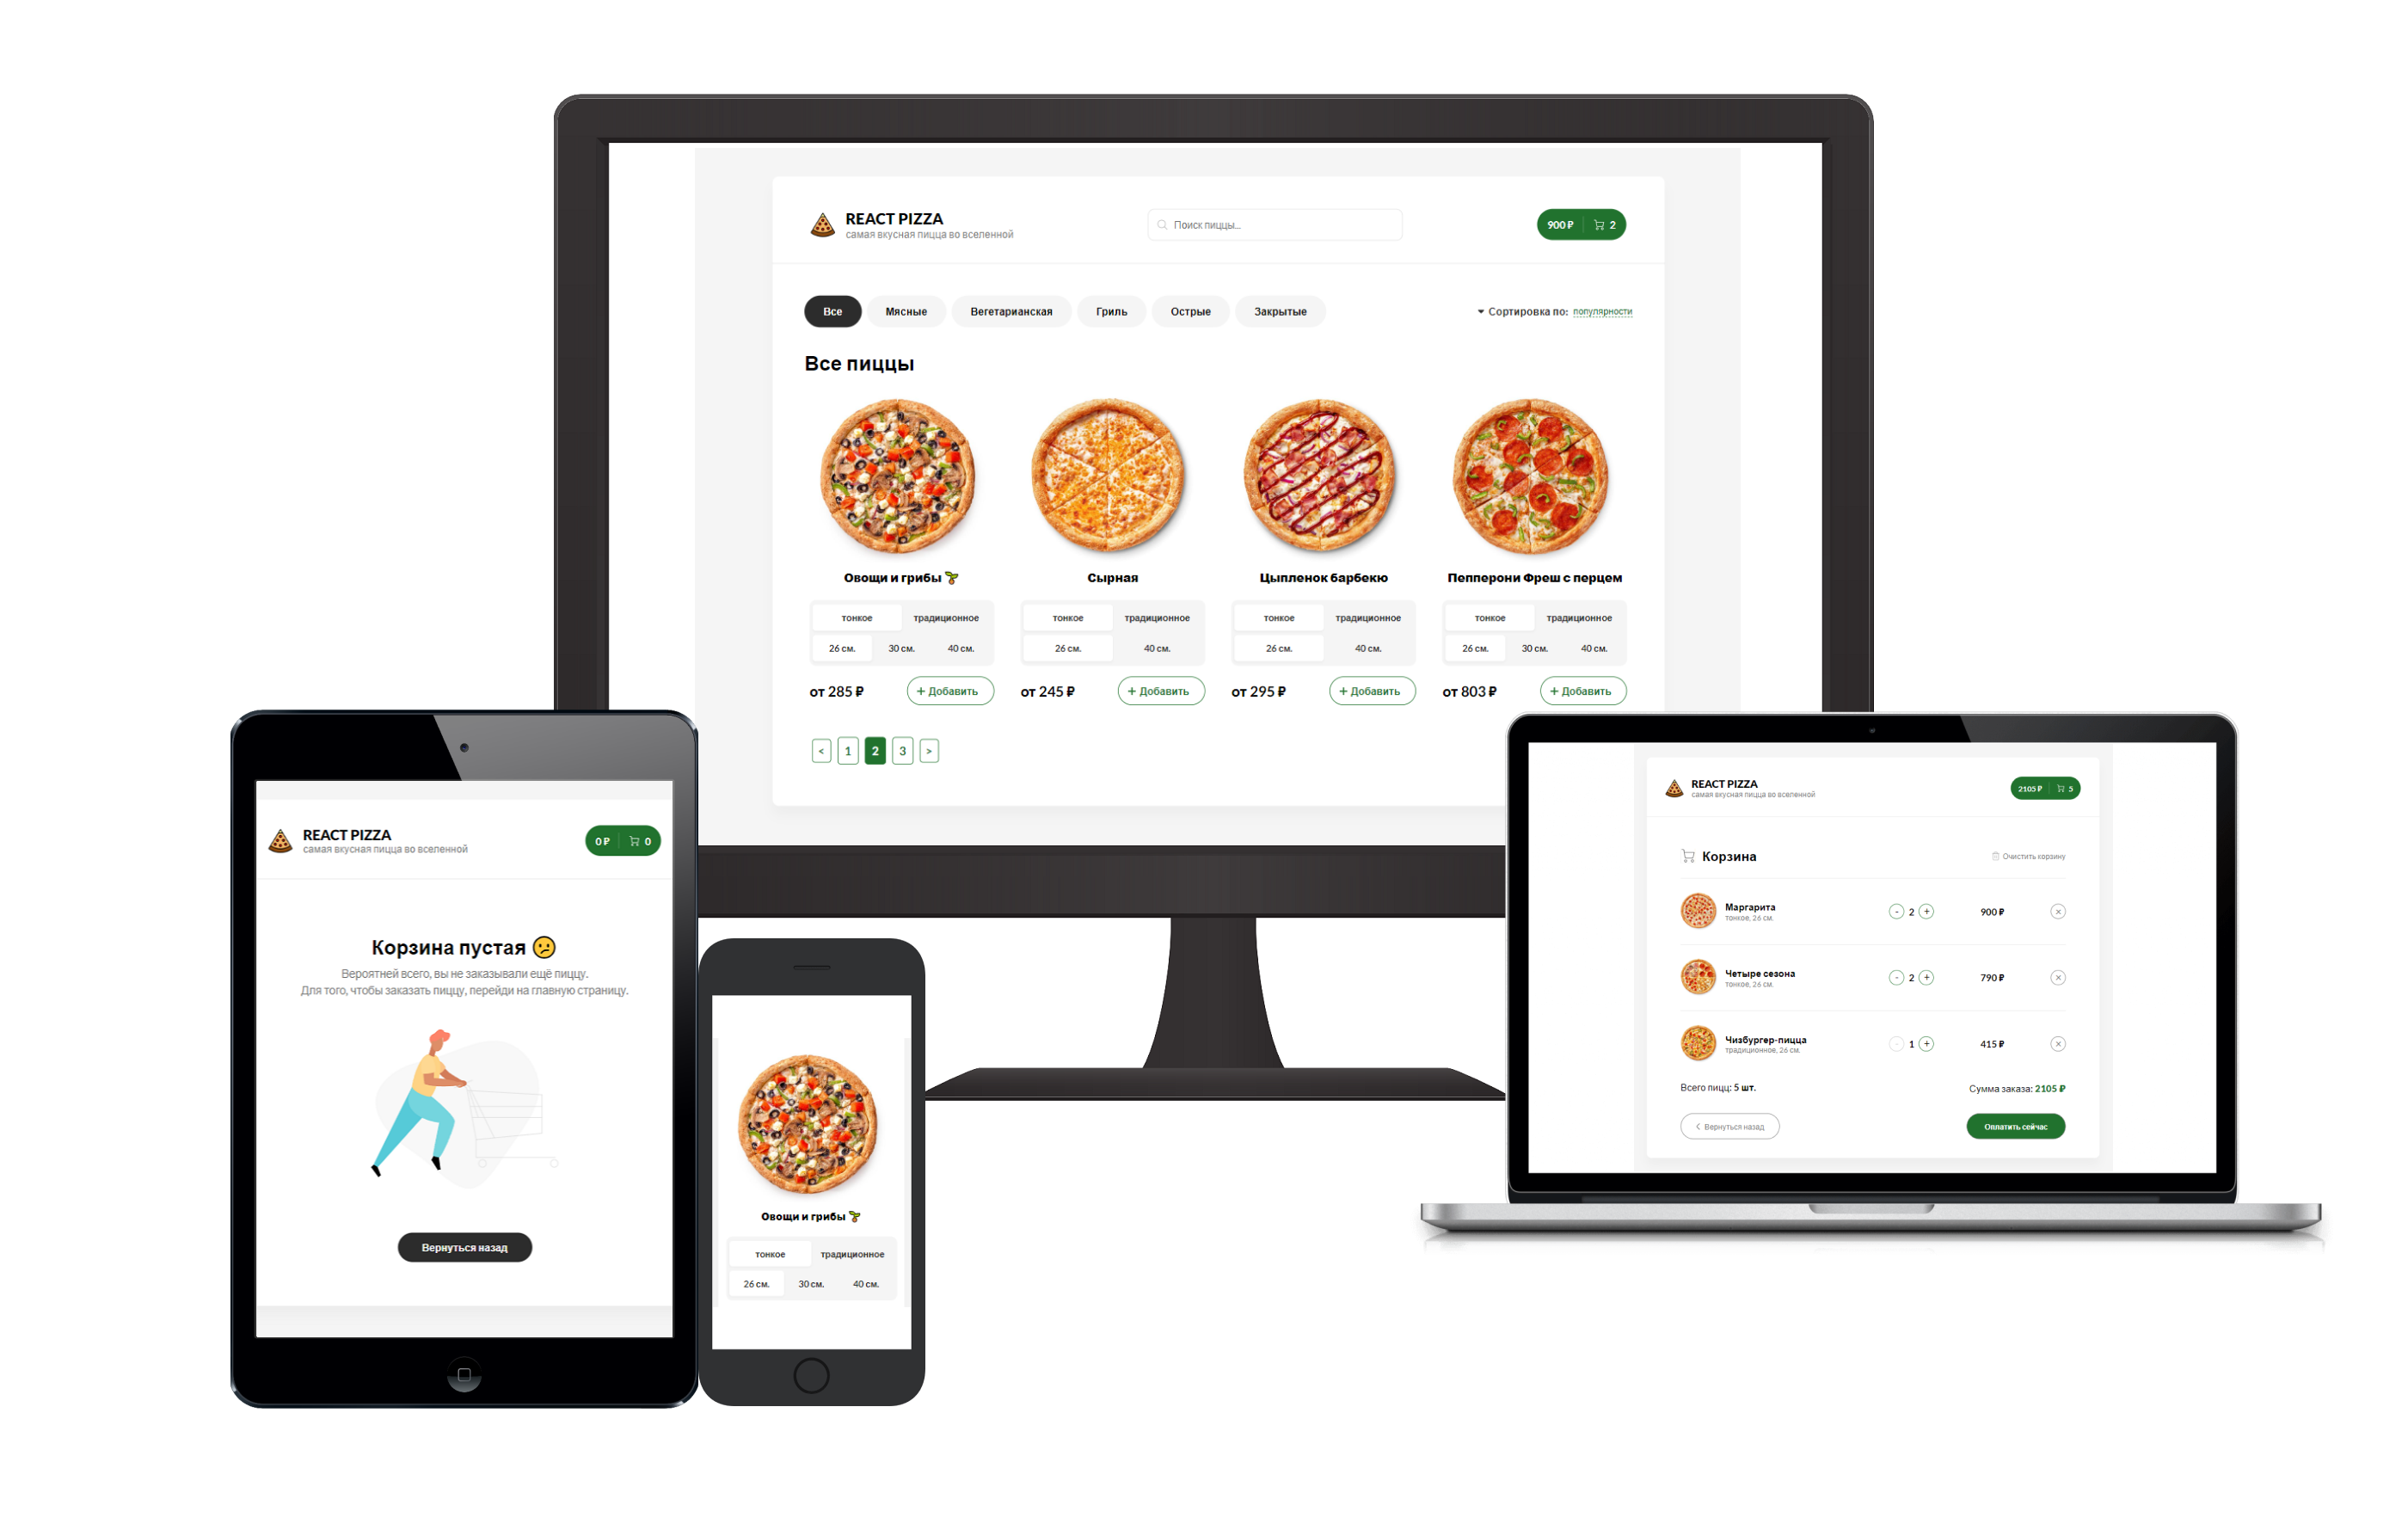 REACT PIZZA
самая вкусная пицца во вселенной
Поиск пиццы...
900 ₽ 2
Все Мясные Вегетарианская Гриль Острые Закрытые
Сортировка по: популярности
Все пиццы
Овощи и грибы 🌱 Сырная Цыпленок барбекю Пепперони Фреш с перцем
тонкое традиционное тонкое традиционное тонкое традиционное тонкое традиционное
26 см. 30 см. 40 см. 26 см. 40 см. 26 см. 40 см. 26 см. 30 см. 40 см.
от 285 ₽ + Добавить от 245 ₽ + Добавить от 295 ₽ + Добавить от 803 ₽ + Добавить
< 1 2 3 >
REACT PIZZA
самая вкусная пицца во вселенной
0 ₽ 0
Корзина пустая 😕
Вероятней всего, вы не заказывали ещё пиццу.
Для того, чтобы заказать пиццу, перейди на главную страницу.
Вернуться назад
Овощи и грибы 🌱
тонкое традиционное
26 см. 30 см. 40 см.
REACT PIZZA
самая вкусная пицца во вселенной
2105 ₽ 5
Корзина
Очистить корзину
Маргарита
тонкое, 26 см.
- 2 + 900 ₽ ×
Четыре сезона
тонкое, 26 см.
- 2 + 790 ₽ ×
Чизбургер-пицца
традиционное, 26 см.
- 1 + 415 ₽ ×
Всего пицц: 5 шт.
Сумма заказа: 2105 ₽
< Вернуться назад
Оплатить сейчас